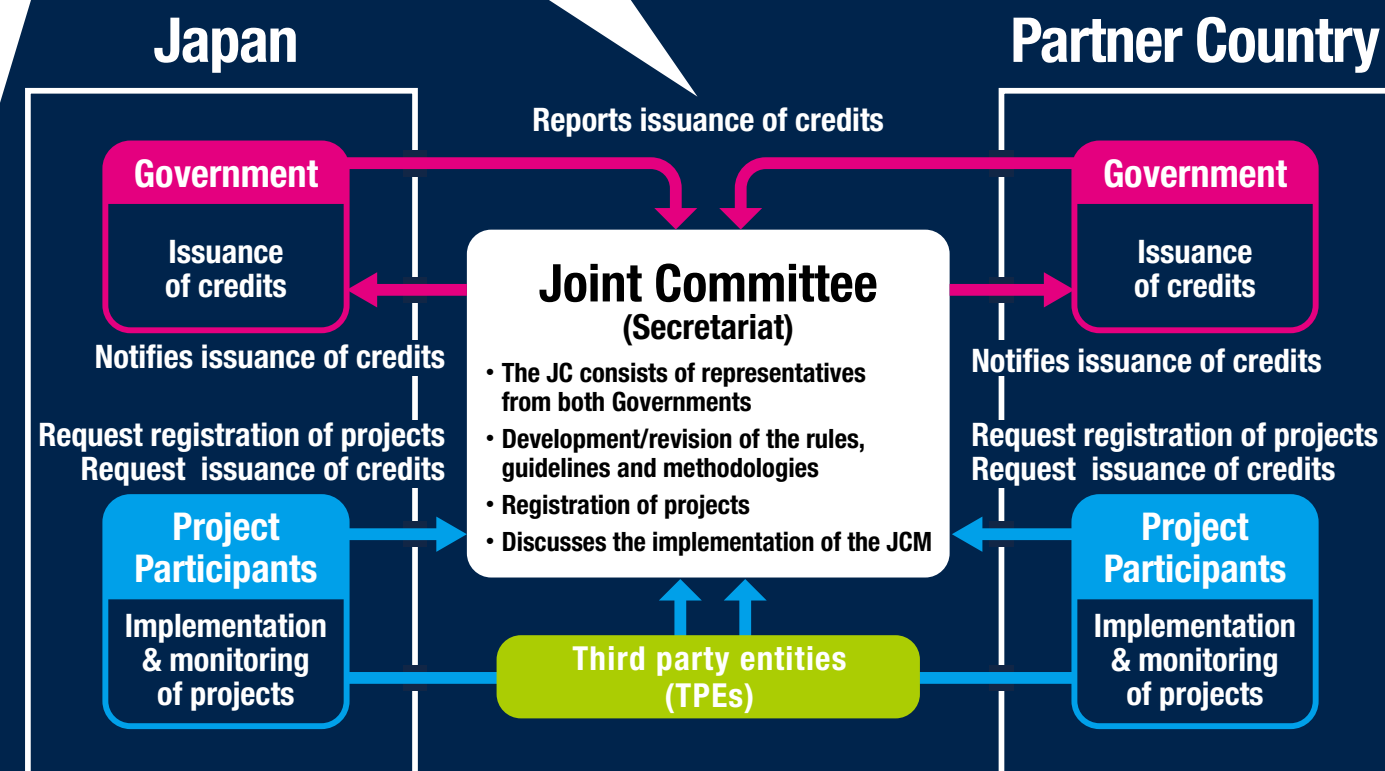 Japan
Partner Country
Reports issuance of credits
Government
Issuance
of credits
Notifies issuance of credits
Request registration of projects
Request issuance of credits
Project
Participants
Implementation
& monitoring
of projects
Joint Committee
(Secretariat)
・The JC consists of representatives
from both Governments
・Development/revision of the rules,
guidelines and methodologies
・Registration of projects
・Discusses the implementation of the JCM
Third party entities
(TPEs)
Government
Issuance
of credits
Notifies issuance of credits
Request registration of projects
Request issuance of credits
Project
Participants
Implementation
& monitoring
of projects